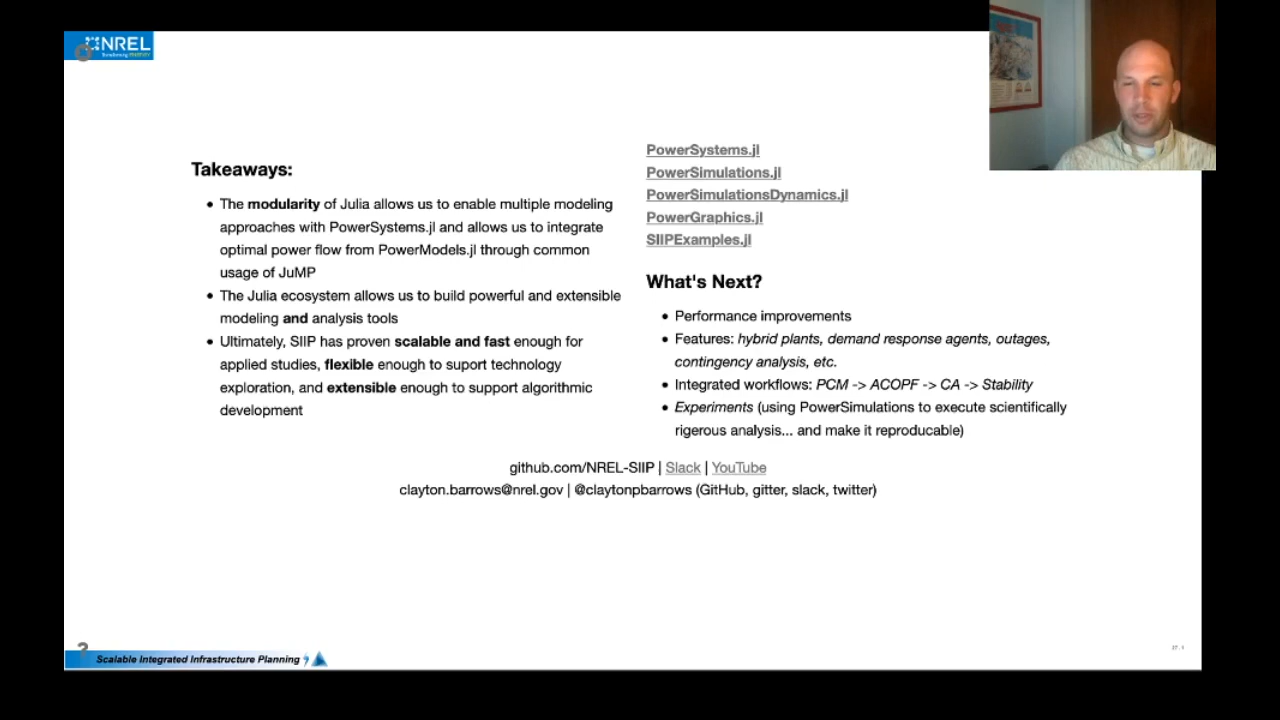 NREL
Takeaways:
The modularity of Julia allows us to enable multiple modeling
approaches with PowerSystems.jl and allows us to integrate
optimal power flow from PowerModels.jl through common
usage of JuMP
The Julia ecosystem allows us to build powerful and extensible
modeling and analysis tools
Ultimately, SIIP has proven scalable and fast enough for
applied studies, flexible enough to suport technology
exploration, and extensible enough to support algorithmic
development
PowerSystems.jl
PowerSimulations.jl
PowerSimulationsDynamics.jl
PowerGraphics.jl
SIIPExamples.jl
What's Next?
Performance improvements
Features: hybrid plants, demand response agents, outages,
contingency analysis, etc.
Integrated workflows: PCM -> ACOPF -> CA -> Stability
Experiments (using PowerSimulations to execute scientifically
rigerous analysis... and make it reproducable)
github.com/NREL-SIIP | Slack | YouTube
clayton.barrows@nrel.gov | @claytonpbarrows (GitHub, gitter, slack, twitter)
?
Scalable Integrated Infrastructure Planning